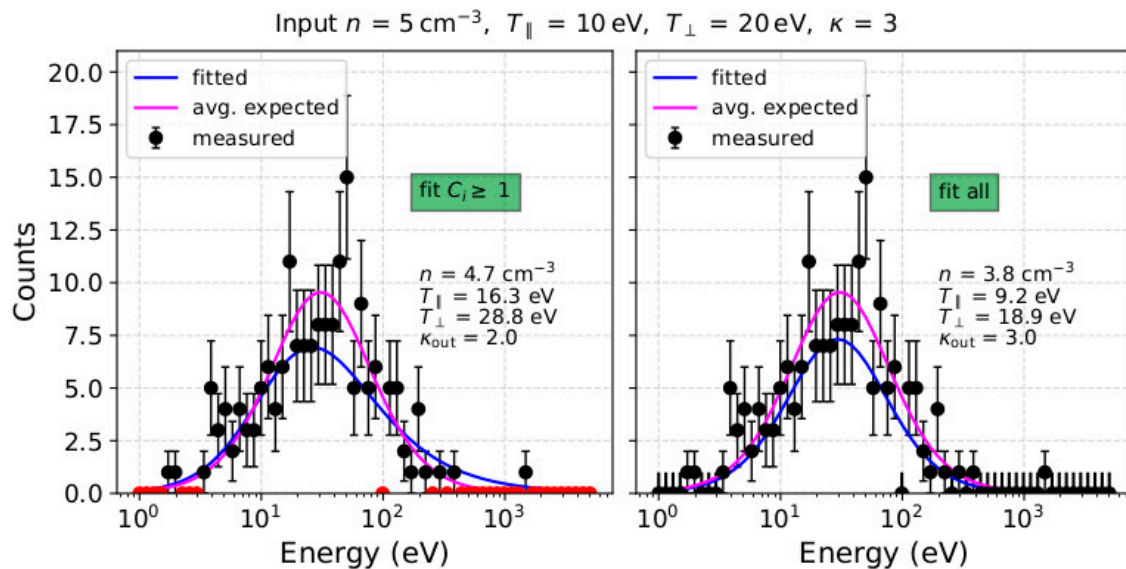 Input n = 5 cm⁻³, T∥ = 10 eV, T⊥ = 20 eV, κ = 3
20.0
17.5
15.0
12.5
10.0
7.5
5.0
2.5
0.0
Counts
fitted
avg. expected
measured
fit Cᵢ ≥ 1
n = 4.7 cm⁻³
T∥ = 16.3 eV
T⊥ = 28.8 eV
κout = 2.0
10⁰ 10¹ 10² 10³
Energy (eV)
fitted
avg. expected
measured
fit all
n = 3.8 cm⁻³
T∥ = 9.2 eV
T⊥ = 18.9 eV
κout = 3.0
10⁰ 10¹ 10² 10³
Energy (eV)